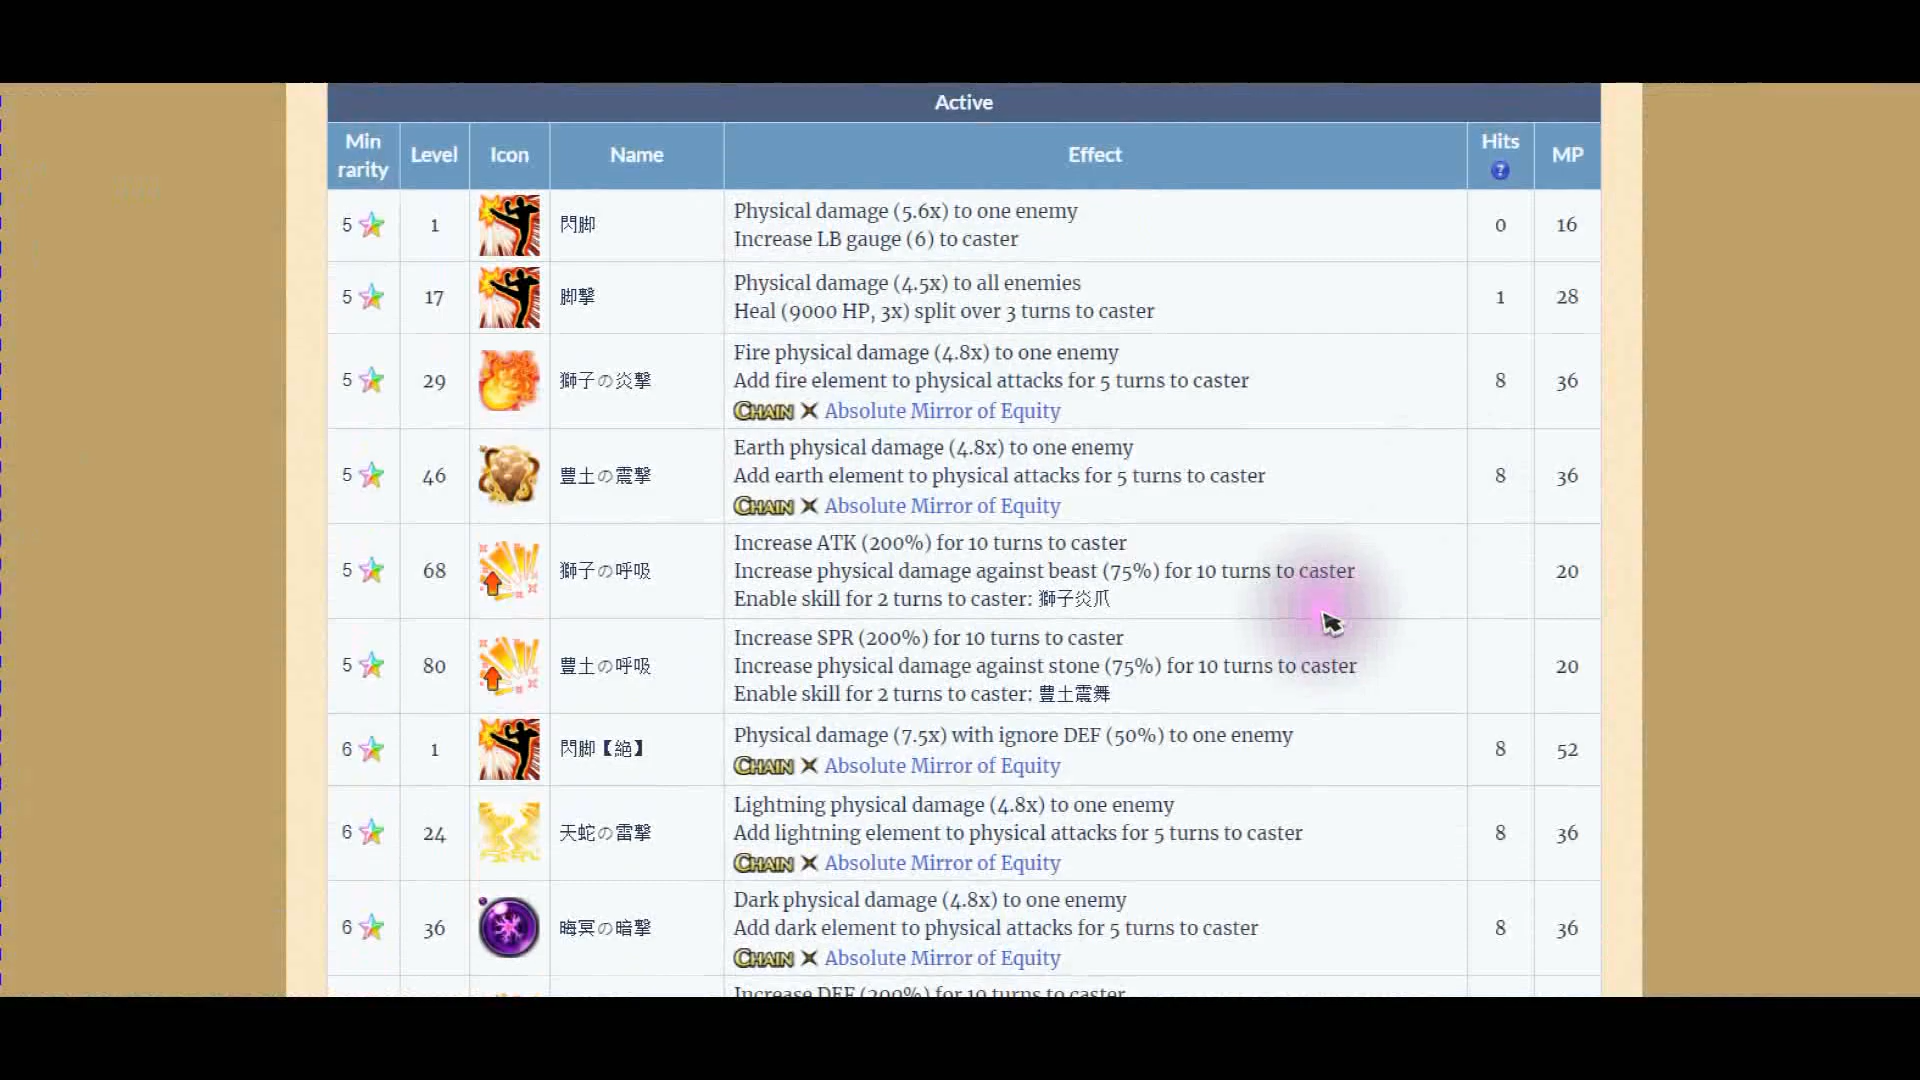 Active
Min rarity Level Icon Name Effect Hits ? MP
5 1 閃脚 Physical damage (5.6x) to one enemy 0 16
Increase LB gauge (6) to caster
5 17 脚撃 Physical damage (4.5x) to all enemies 1 28
Heal (9000 HP, 3x) split over 3 turns to caster
5 29 獅子の炎撃 Fire physical damage (4.8x) to one enemy 8 36
Add fire element to physical attacks for 5 turns to caster
CHAIN Absolute Mirror of Equity
5 46 豊土の震撃 Earth physical damage (4.8x) to one enemy 8 36
Add earth element to physical attacks for 5 turns to caster
CHAIN Absolute Mirror of Equity
5 68 獅子の呼吸 Increase ATK (200%) for 10 turns to caster 20
Increase physical damage against beast (75%) for 10 turns to caster
Enable skill for 2 turns to caster: 獅子炎爪
5 80 豊土の呼吸 Increase SPR (200%) for 10 turns to caster 20
Increase physical damage against stone (75%) for 10 turns to caster
Enable skill for 2 turns to caster: 豊土震舞
6 1 閃脚【絶】 Physical damage (7.5x) with ignore DEF (50%) to one enemy 8 52
CHAIN Absolute Mirror of Equity
6 24 天蛇の雷撃 Lightning physical damage (4.8x) to one enemy 8 36
Add lightning element to physical attacks for 5 turns to caster
CHAIN Absolute Mirror of Equity
6 36 晦冥の暗撃 Dark physical damage (4.8x) to one enemy 8 36
Add dark element to physical attacks for 5 turns to caster
CHAIN Absolute Mirror of Equity
Increase DEF (200%) for 10 turns to caster